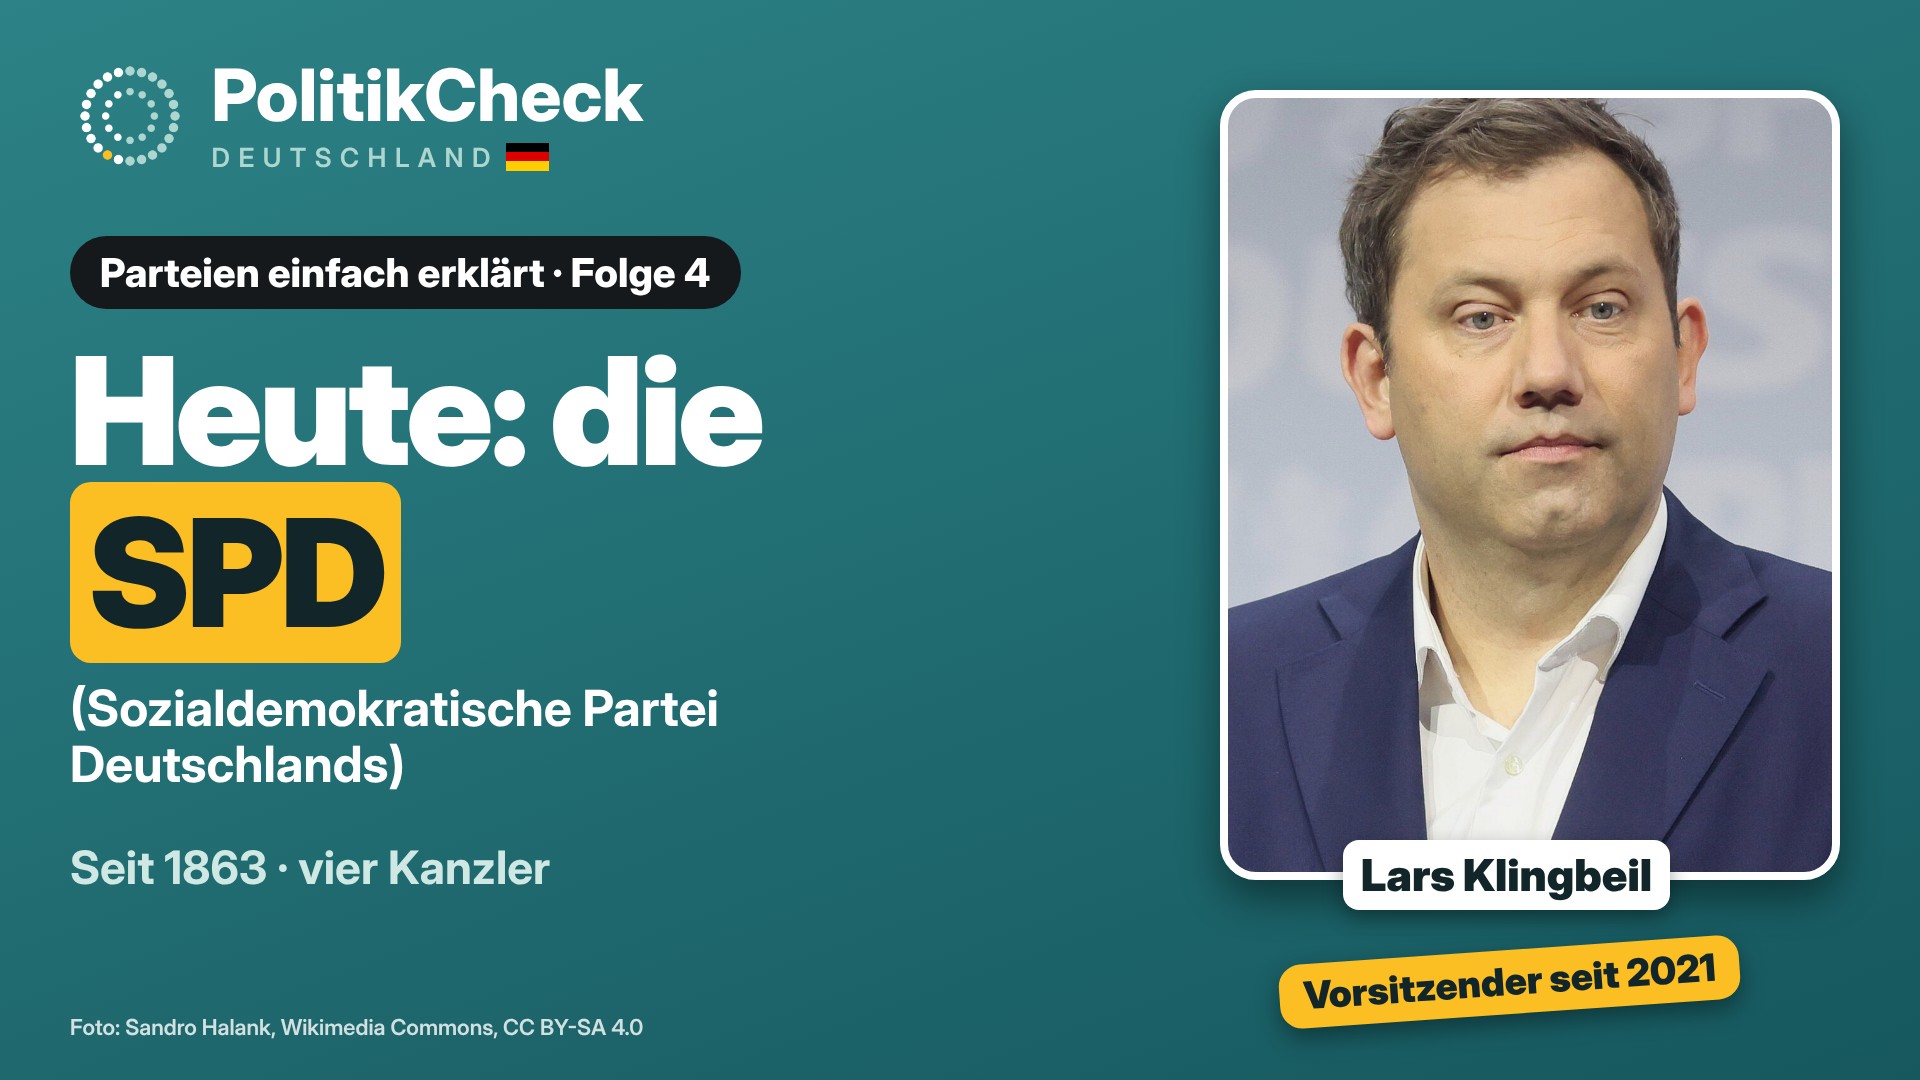 PolitikCheck
DEUTSCHLAND
Parteien einfach erklärt · Folge 4
Heute: die
SPD
(Sozialdemokratische Partei
Deutschlands)
Seit 1863 · vier Kanzler
Foto: Sandro Halank, Wikimedia Commons, CC BY-SA 4.0
Lars Klingbeil
Vorsitzender seit 2021